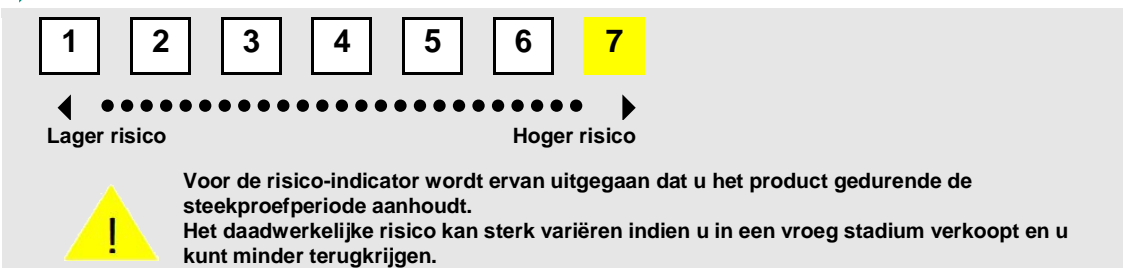 1 2 3 4 5 6 7
Lager risico Hoger risico
Voor de risico-indicator wordt ervan uitgegaan dat u het product gedurende de
steekproefperiode aanhoudt.
Het daadwerkelijke risico kan sterk variëren indien u in een vroeg stadium verkoopt en u
kunt minder terugkrijgen.
!